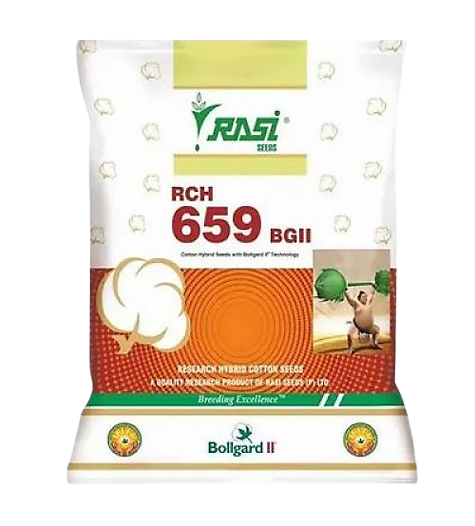 RASI®
SEEDS
RCH
659 BGII
Cotton Hybrid Seeds with Bollgard II® Technology
RESEARCH HYBRID COTTON SEEDS
A QUALITY RESEARCH PRODUCT OF RASI SEEDS (P) LTD
Breeding Excellence™
Bollgard II®